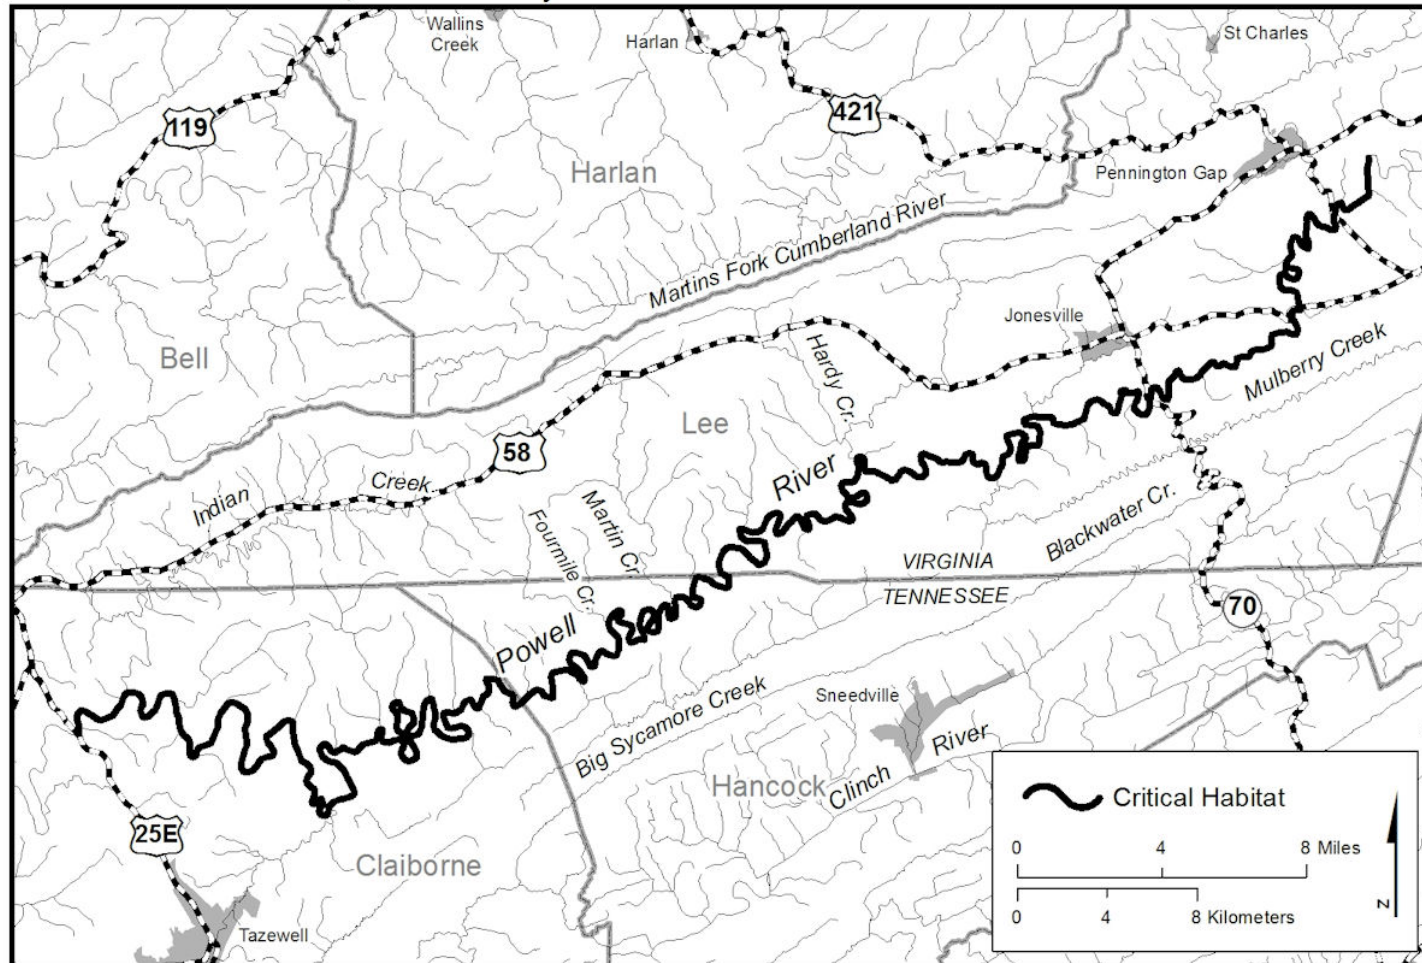 Wallins
Creek
Harlan
St Charles
119
421
Harlan
Pennington Gap
Martins Fork Cumberland River
Jonesville
Bell
Hardy Cr.
Mulberry Creek
Lee
58
River
Indian
Creek
Martin Cr.
Fourmile Cr.
Blackwater Cr.
VIRGINIA
TENNESSEE
70
Powell
Big Sycamore Creek
Sneedville
River
Hancock
Clinch
25E
Claiborne
Tazewell
Critical Habitat
0 4 8 Miles
0 4 8 Kilometers
N